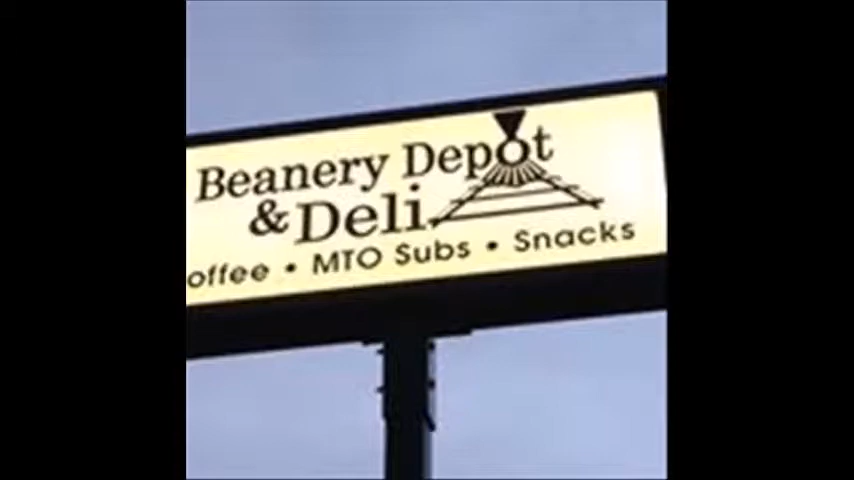 Beanery Depot
& Deli
offee • MTO Subs • Snacks